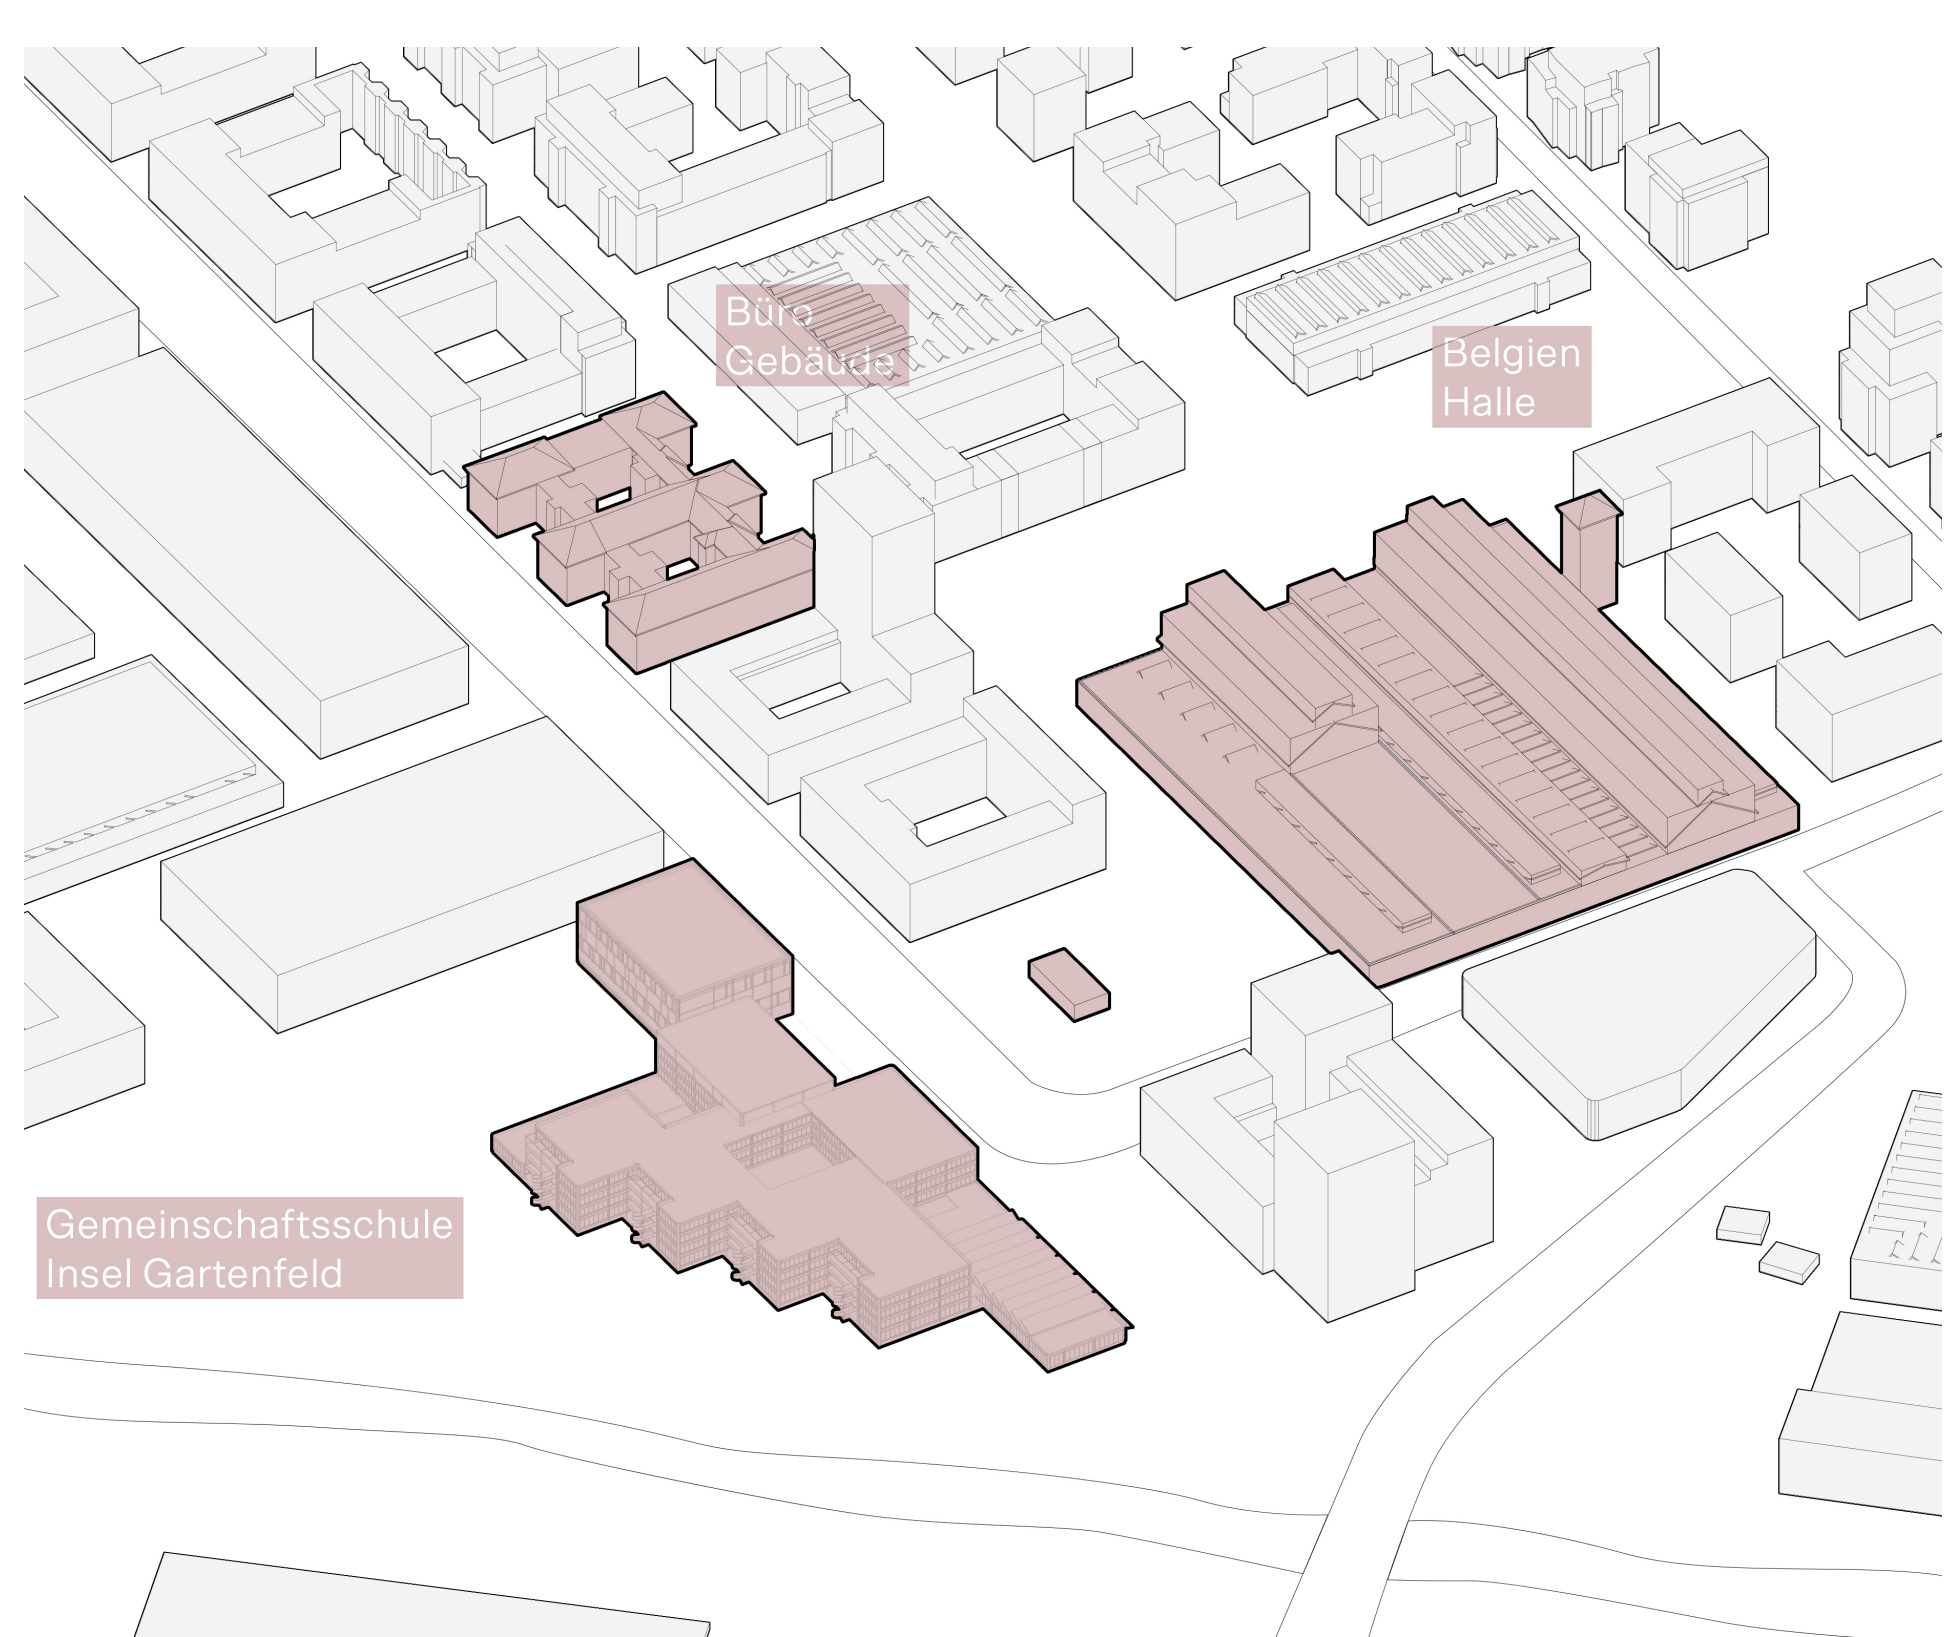 Büro
Gebäude
Belgien
Halle
Gemeinschaftsschule
Insel Gartenfeld